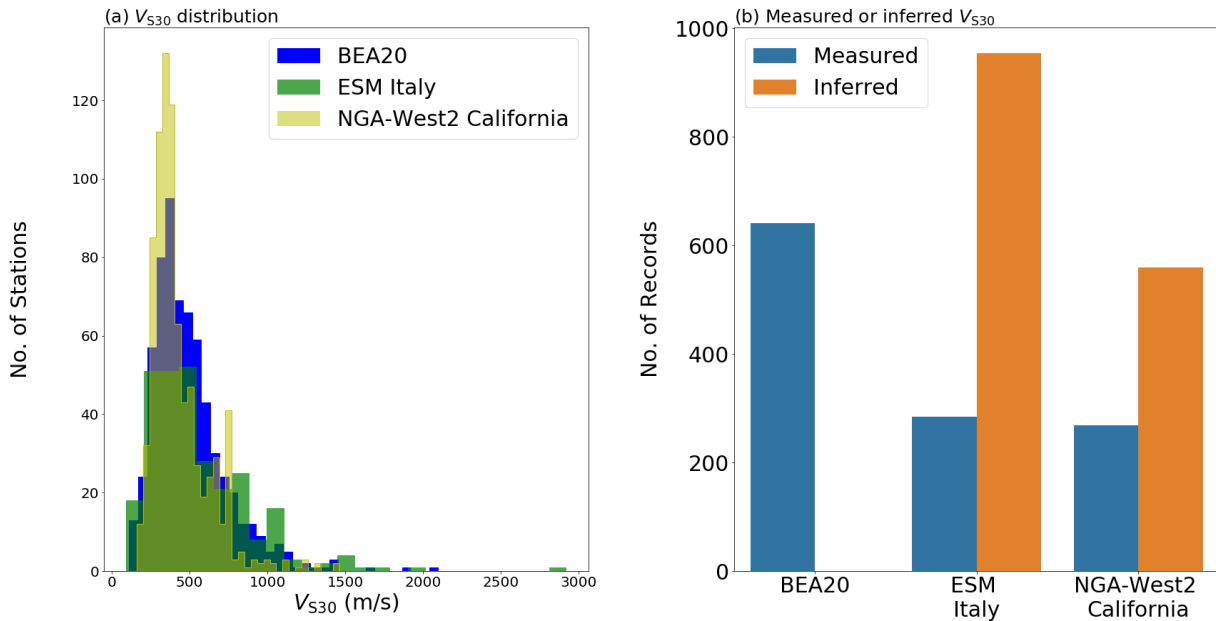 (a) V_S30 distribution
BEA20
ESM Italy
NGA-West2 California
No. of Stations
120
100
80
60
40
20
0
0 500 1000 1500 2000 2500 3000
V_S30 (m/s)
(b) Measured or inferred V_S30
Measured
Inferred
No. of Records
1000
800
600
400
200
0
BEA20 ESM NGA-West2
Italy California